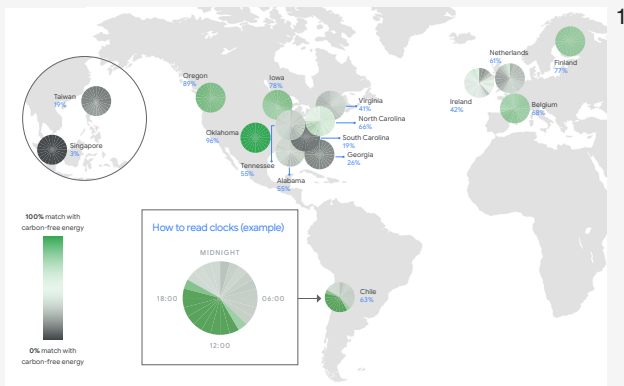 1
Finland
77%
Netherlands
61%
Ireland
42%
Belgium
68%
Oregon
89%
Iowa
78%
Virginia
41%
North Carolina
66%
South Carolina
19%
Georgia
26%
Oklahoma
96%
Tennessee
55%
Alabama
55%
Taiwan
19%
Singapore
3%
100% match with
carbon-free energy
0% match with
carbon-free energy
How to read clocks (example)
MIDNIGHT
18:00
06:00
12:00
Chile
63%